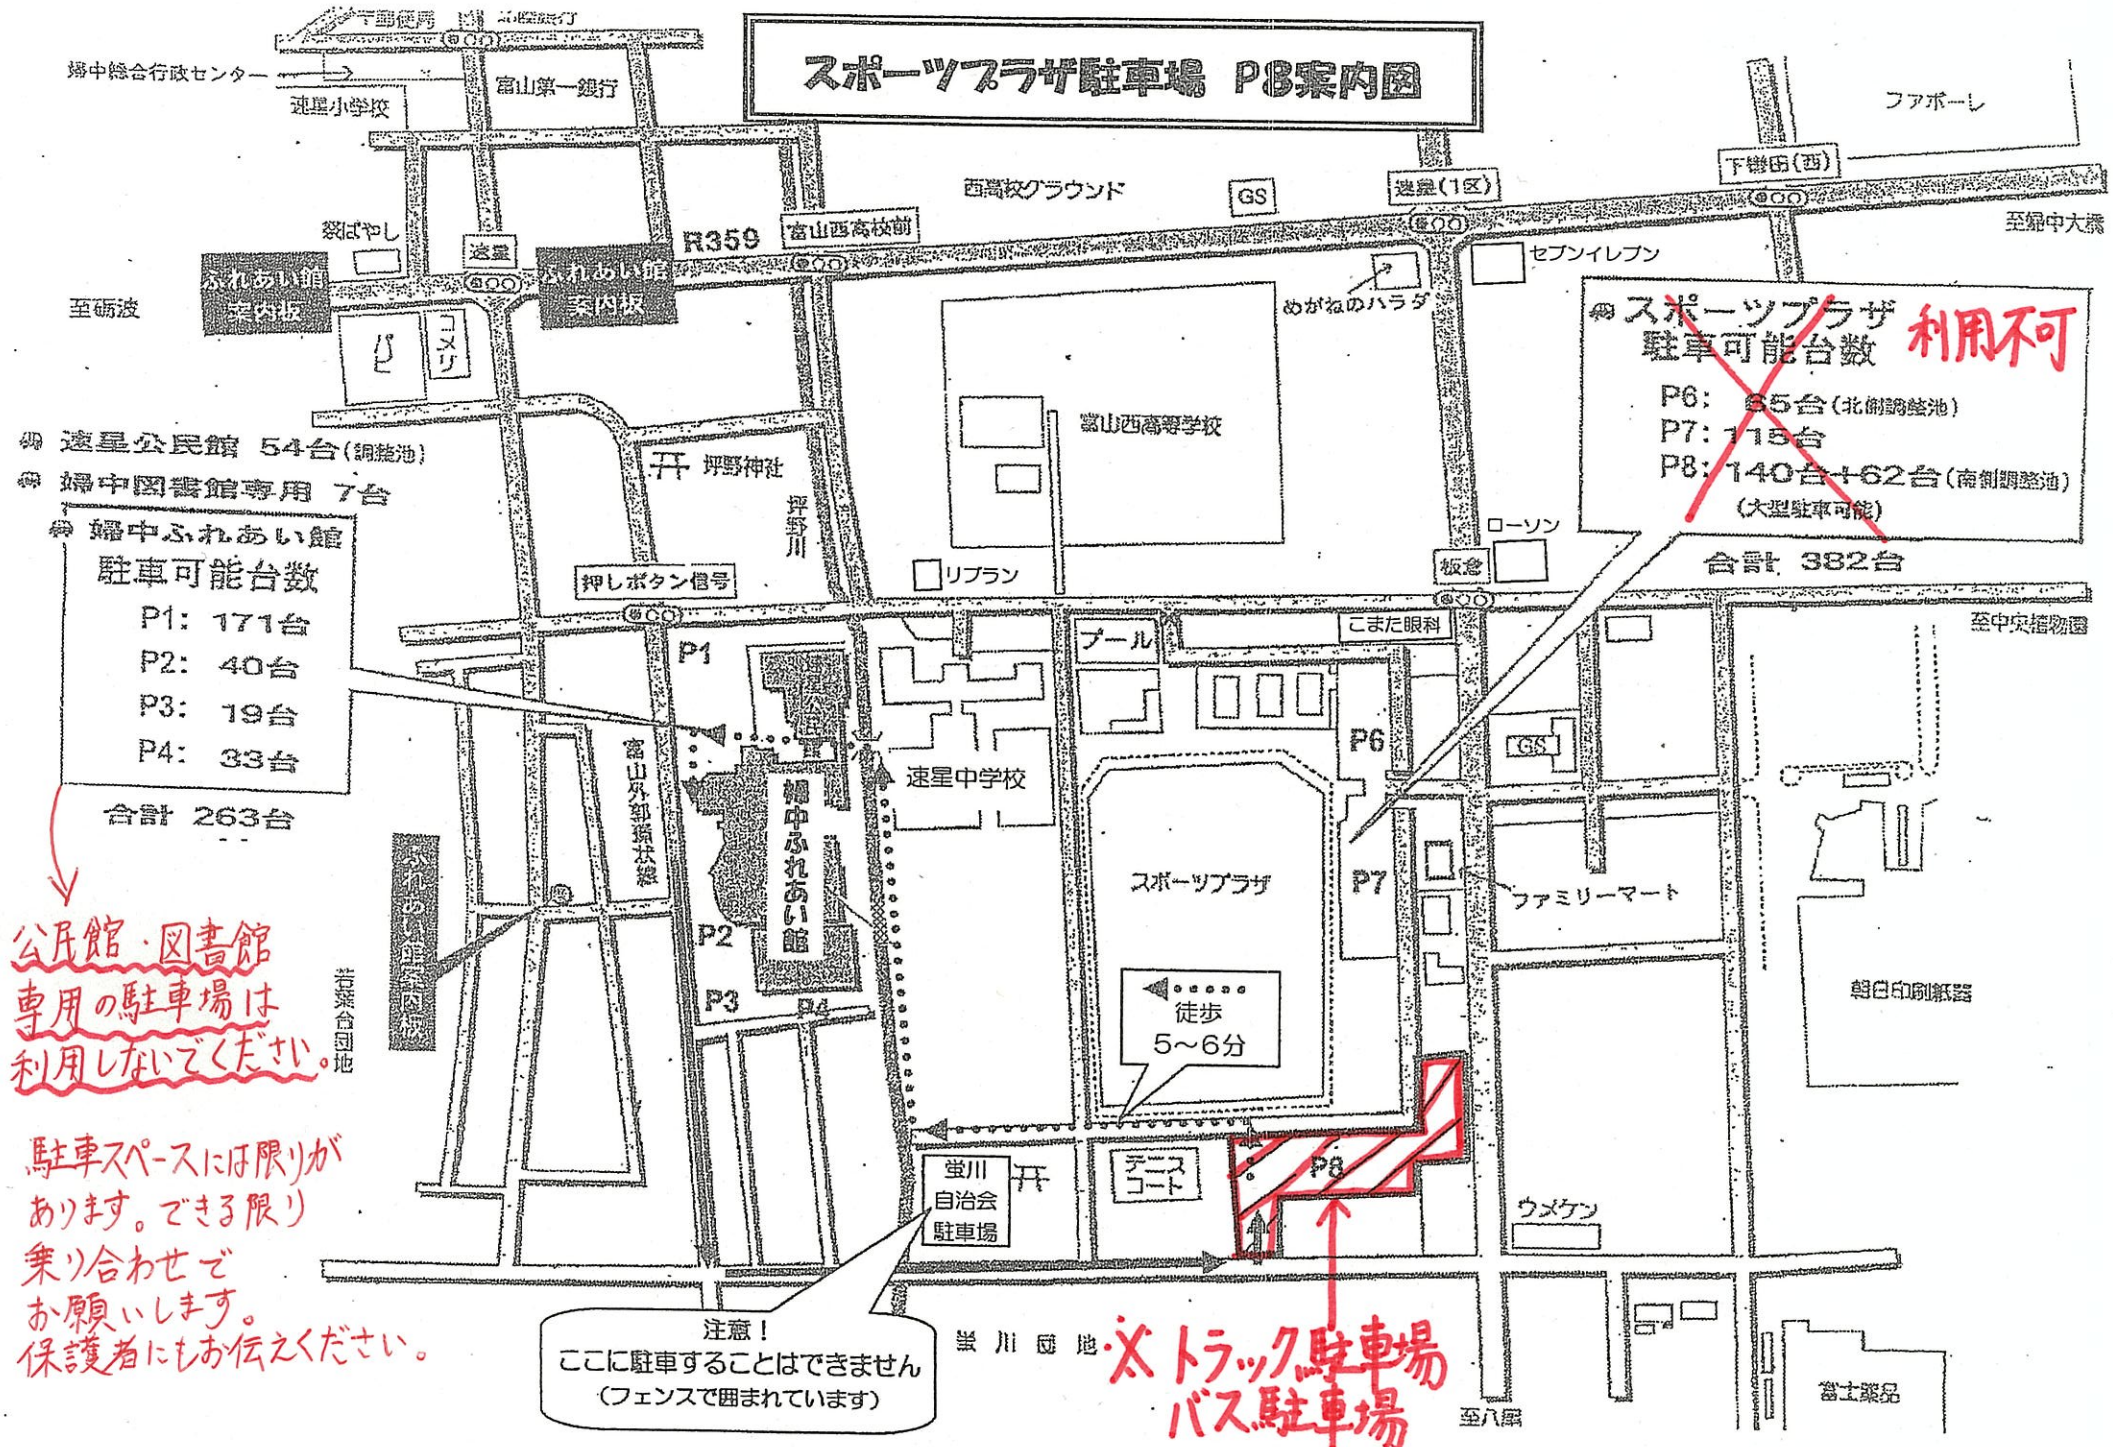 スポーツプラザ駐車場 P8案内図
婦中総合行政センター
速星小学校
富山第一銀行
ファボーレ
下轡田(西)
西高校グラウンド
GS
速星(1区)
至婦中大橋
祭ばやし
速星
R359
富山西高校前
ふれあい館
案内板
ふれあい館
案内板
至砺波
コメリ
めがねのハラダ
セブンイレブン
スポーツプラザ
駐車可能台数
利用不可
P6: 65台(北側調整池)
P7: 115台
P8: 140台+62台(南側調整池)
(大型駐車可能)
合計 382台
速星公民館 54台(調整池)
婦中図書館専用 7台
婦中ふれあい館
駐車可能台数
P1: 171台
P2: 40台
P3: 19台
P4: 33台
合計 263台
坪野神社
坪野川
富山西高等学校
押しボタン信号
リブラン
ローソン
板倉
至中央植物園
こまた眼科
プール
P1
公民
富山外郭環状線
婦中ふれあい館
速星中学校
P6
GS
スポーツプラザ
P7
ファミリーマート
P2
P3
P4
ふれあい館案内板
若葉台団地
朝日印刷紙器
徒歩
5~6分
公民館・図書館
専用の駐車場は
利用しないでください。
駐車スペースには限りが
あります。できる限り
乗り合わせで
お願いします。
保護者にもお伝えください。
蛍川
自治会
駐車場
テニス
コート
P8
ウメケン
注意!
ここに駐車することはできません
(フェンスで囲まれています)
蛍川団地
※トラック駐車場
バス駐車場
至八尾
富士薬品